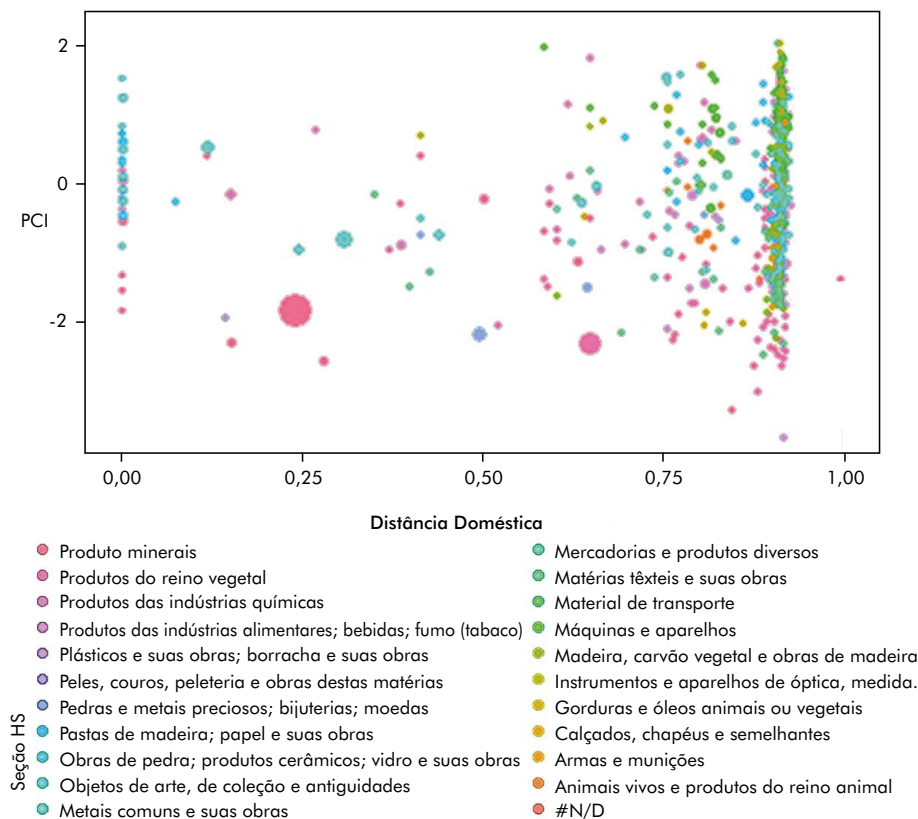 2
0
PCI
-2
0,00
0,25
0,50
0,75
1,00
Distância Doméstica
Seção HS
Produto minerais
Produtos do reino vegetal
Produtos das indústrias químicas
Produtos das indústrias alimentares; bebidas; fumo (tabaco)
Plásticos e suas obras; borracha e suas obras
Peles, couros, peleteria e obras destas matérias
Pedras e metais preciosos; bijuterias; moedas
Pastas de madeira; papel e suas obras
Obras de pedra; produtos cerâmicos; vidro e suas obras
Objetos de arte, de coleção e antiguidades
Metais comuns e suas obras
Mercadorias e produtos diversos
Matérias têxteis e suas obras
Material de transporte
Máquinas e aparelhos
Madeira, carvão vegetal e obras de madeira
Instrumentos e aparelhos de óptica, medida.
Gorduras e óleos animais ou vegetais
Calçados, chapéus e semelhantes
Armas e munições
Animais vivos e produtos do reino animal
#N/D